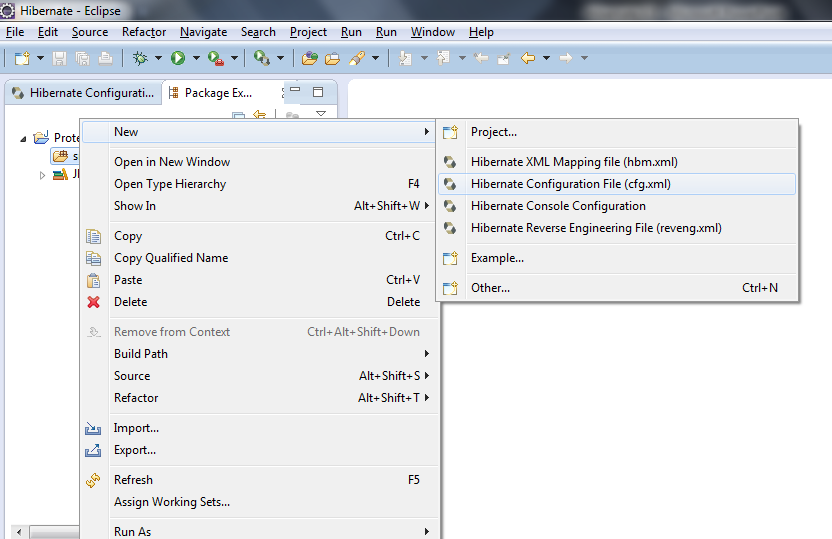 Hibernate - Eclipse
File Edit Source Refactor Navigate Search Project Run Run Window Help
Hibernate Configurati... Package Ex...
Prote
s
New
Open in New Window
Open Type Hierarchy F4
Show In Alt+Shift+W
Copy Ctrl+C
Copy Qualified Name
Paste Ctrl+V
Delete Delete
Remove from Context Ctrl+Alt+Shift+Down
Build Path
Source Alt+Shift+S
Refactor Alt+Shift+T
Import...
Export...
Refresh F5
Assign Working Sets...
Run As
Project...
Hibernate XML Mapping file (hbm.xml)
Hibernate Configuration File (cfg.xml)
Hibernate Console Configuration
Hibernate Reverse Engineering File (reveng.xml)
Example...
Other... Ctrl+N